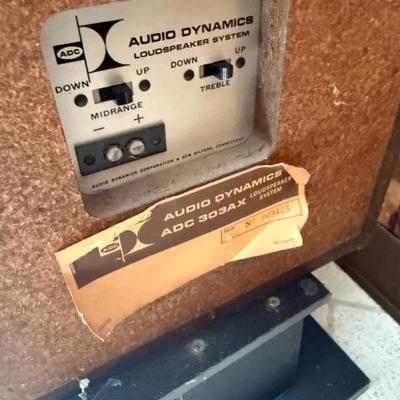 ADC
AUDIO DYNAMICS
LOUDSPEAKER SYSTEM
DOWN UP
MIDRANGE
DOWN UP
TREBLE
- +
AUDIO DYNAMICS CORPORATION • NEW MILFORD, CONNECTICUT
ADC
AUDIO DYNAMICS
ADC 303AX LOUDSPEAKER
SYSTEM